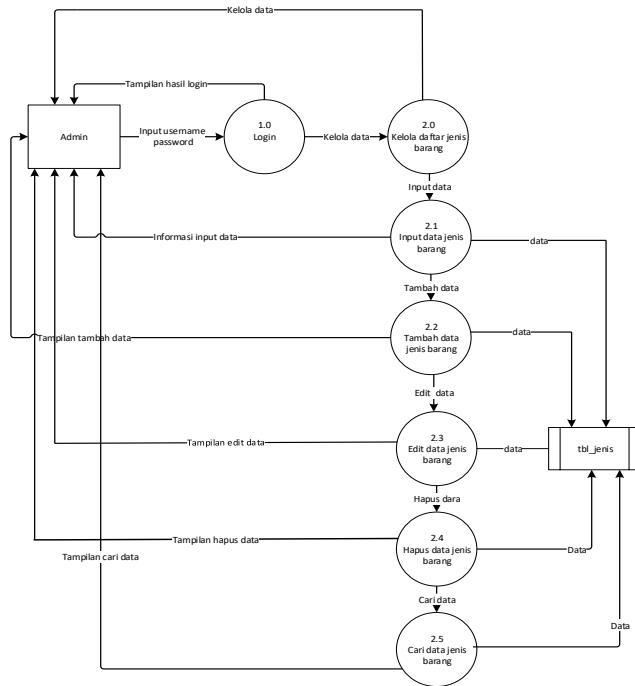 Kelola data
Tampilan hasil login
Admin
Input username
password
1.0
Login
Kelola data
2.0
Kelola daftar jenis
barang
Input data
2.1
Input data jenis
barang
Informasi input data
data
Tambah data
2.2
Tambah data
jenis barang
Tampilan tambah data
data
Edit data
2.3
Edit data jenis
barang
Tampilan edit data
data
tbl_jenis
Hapus dara
2.4
Hapus data jenis
barang
Tampilan hapus data
Data
Tampilan cari data
Cari data
2.5
Cari data jenis
barang
Data